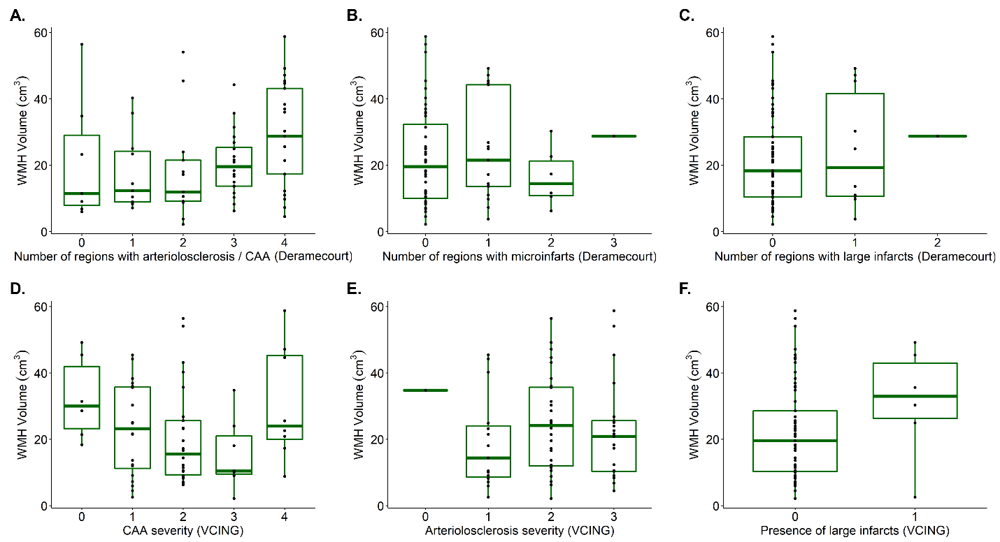 A.
60
40
20
0
WMH Volume (cm³)
0 1 2 3 4
Number of regions with arteriolosclerosis / CAA (Deramecourt)
B.
60
40
20
0
WMH Volume (cm³)
0 1 2 3
Number of regions with microinfarts (Deramecourt)
C.
60
40
20
0
WMH Volume (cm³)
0 1 2
Number of regions with large infarcts (Deramecourt)
D.
60
40
20
0
WMH Volume (cm³)
0 1 2 3 4
CAA severity (VCING)
E.
60
40
20
0
WMH Volume (cm³)
0 1 2 3
Arteriolosclerosis severity (VCING)
F.
60
40
20
0
WMH Volume (cm³)
0 1
Presence of large infarcts (VCING)